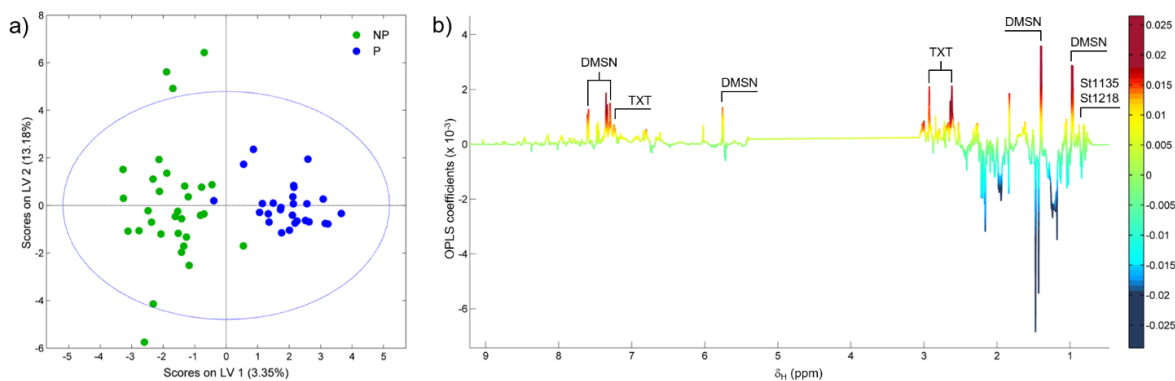 a)
8
6
4
2
0
-2
-4
-6
NP
P
Scores on LV 2 (13.18%)
-5 -4 -3 -2 -1 0 1 2 3 4 5
Scores on LV 1 (3.35%)
b)
4
2
0
-2
-4
-6
OPLS coefficients (x 10⁻³)
DMSN
TXT
DMSN
TXT
DMSN
DMSN
St1135
St1218
9 8 7 6 5 4 3 2 1
δH (ppm)
0.025
0.02
0.015
0.01
0.005
0
-0.005
-0.01
-0.015
-0.02
-0.025